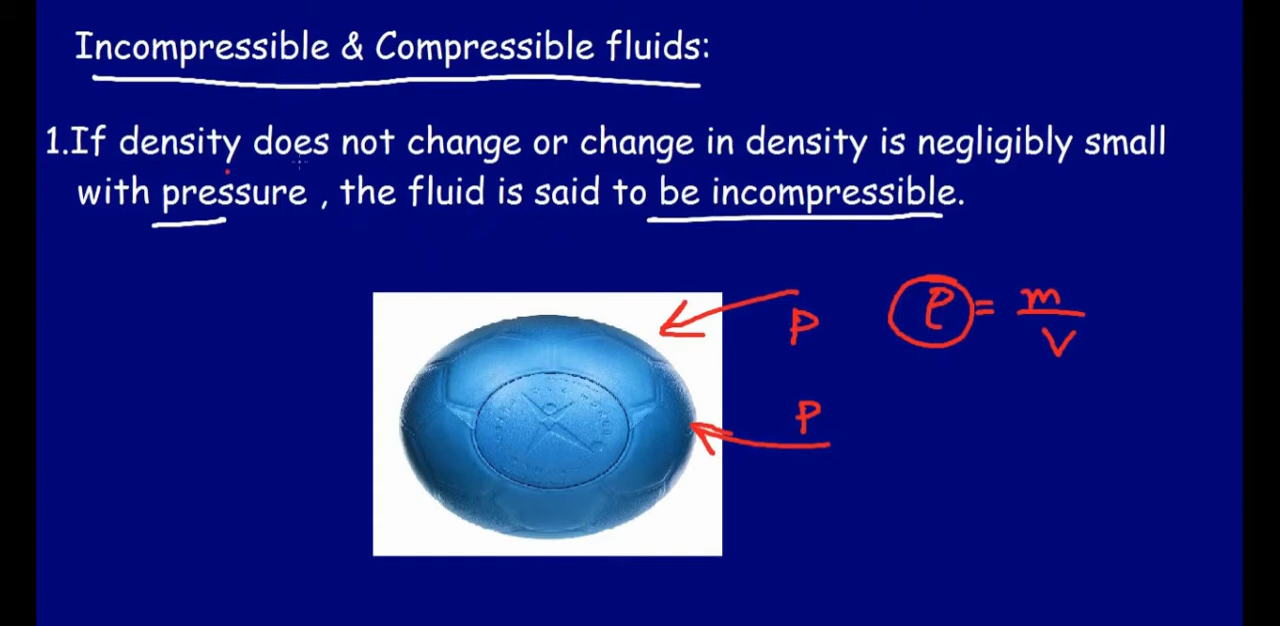 Incompressible & Compressible fluids:
1.If density does not change or change in density is negligibly small
with pressure , the fluid is said to be incompressible.
P
ρ = m/V
P